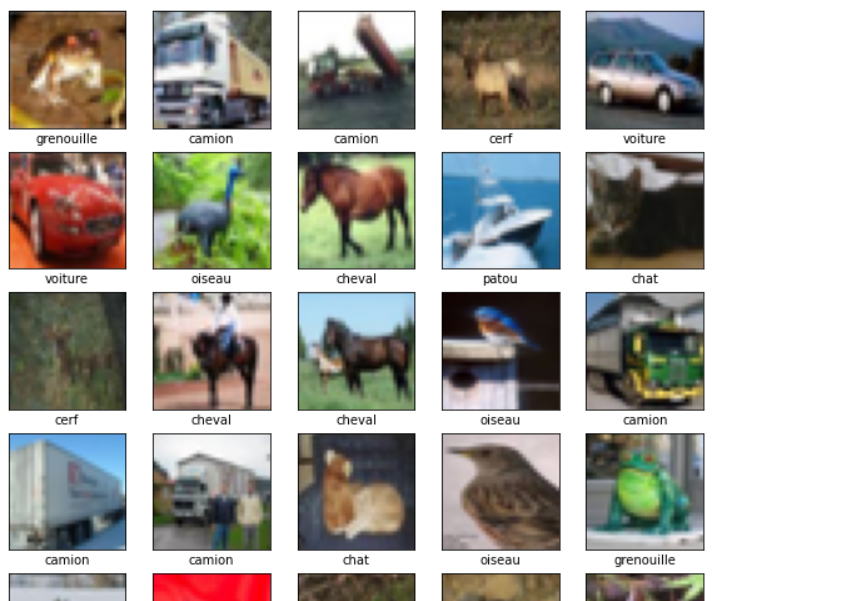 grenouille camion camion cerf voiture
voiture oiseau cheval patou chat
cerf cheval cheval oiseau camion
camion camion chat oiseau grenouille